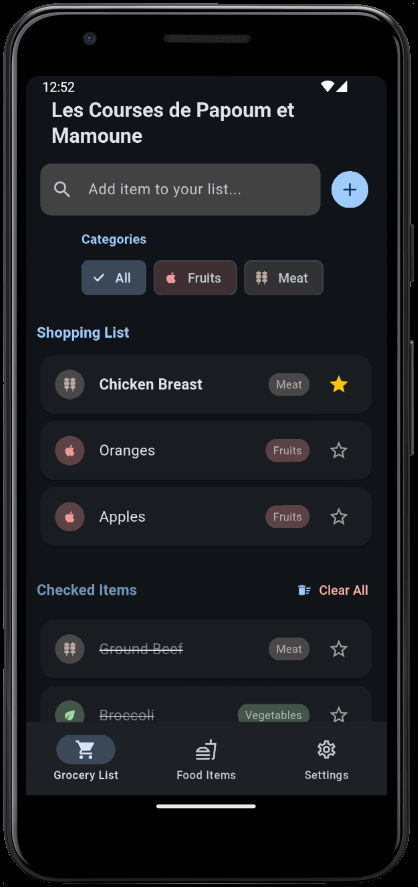 12:52
Les Courses de Papoum et
Mamoune
Add item to your list...
Categories
All Fruits Meat
Shopping List
Chicken Breast Meat
Oranges Fruits
Apples Fruits
Checked Items Clear All
Ground Beef Meat
Broccoli Vegetables
Grocery List Food Items Settings